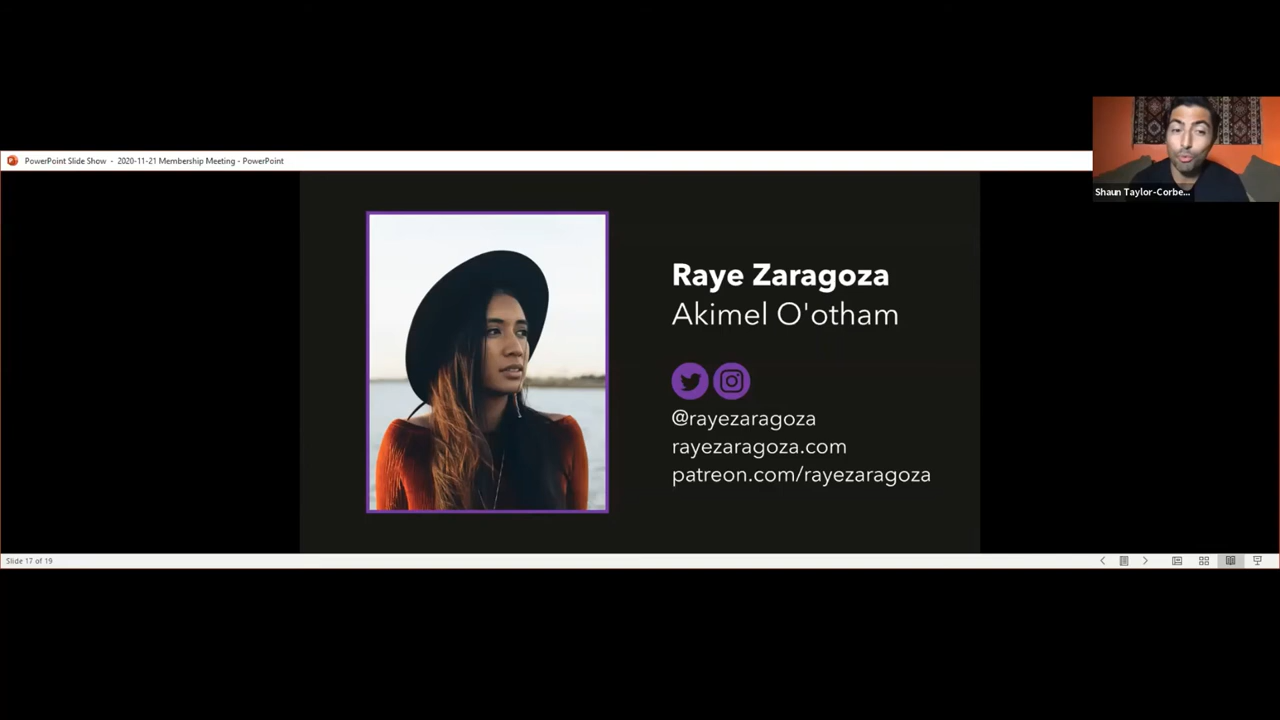 PowerPoint Slide Show - 2020-11-21 Membership Meeting - PowerPoint
Shaun Taylor-Corbe...
Raye Zaragoza
Akimel O'otham
@rayezaragoza
rayezaragoza.com
patreon.com/rayezaragoza
Slide 17 of 19